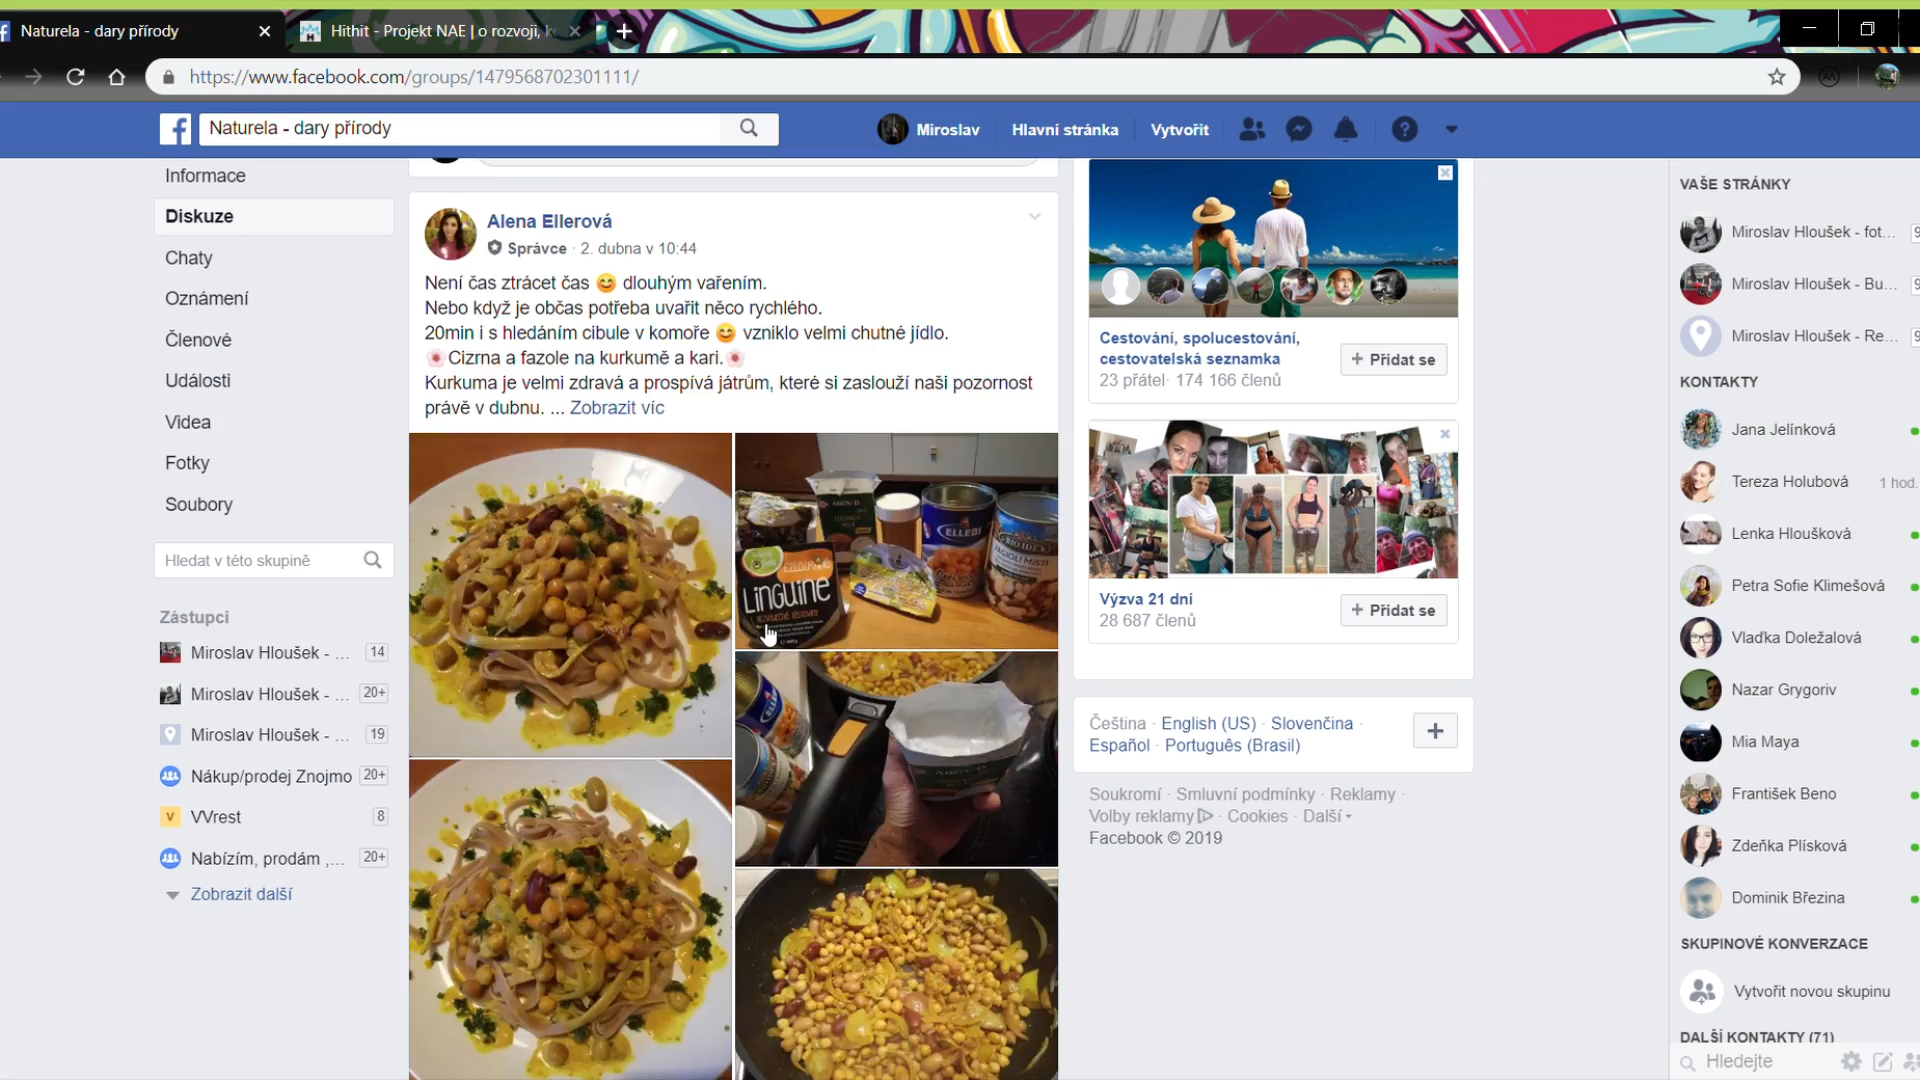 Naturela - dary přírody
Hithit - Projekt NAE | o rozvoji, k
https://www.facebook.com/groups/1479568702301111/
Naturela - dary přírody
Miroslav
Hlavní stránka
Vytvořit
Informace
Diskuze
Chaty
Oznámení
Členové
Události
Videa
Fotky
Soubory
Hledat v této skupině
Zástupci
Miroslav Hloušek - ... 14
Miroslav Hloušek - ... 20+
Miroslav Hloušek - ... 19
Nákup/prodej Znojmo 20+
V VVrest 8
Nabízím, prodám ,... 20+
Zobrazit další
Alena Ellerová
Správce · 2. dubna v 10:44
Není čas ztrácet čas 😊 dlouhým vařením.
Nebo když je občas potřeba uvařit něco rychlého.
20min i s hledáním cibule v komoře 😊 vzniklo velmi chutné jídlo.
🌸Cizrna a fazole na kurkumě a kari.🌸
Kurkuma je velmi zdravá a prospívá játrům, které si zaslouží naši pozornost
právě v dubnu. ... Zobrazit víc
COCONUT
MILK
ELLEBI
FAGIOLI MISTI
LINGUINE
Cestování, spolucestování,
cestovatelská seznamka
23 přátel· 174 166 členů
+ Přidat se
Výzva 21 dní
28 687 členů
+ Přidat se
Čeština · English (US) · Slovenčina ·
Español · Português (Brasil)
Soukromí · Smluvní podmínky · Reklamy ·
Volby reklamy · Cookies · Další
Facebook © 2019
VAŠE STRÁNKY
Miroslav Hloušek - fot... 9
Miroslav Hloušek - Bu... 9
Miroslav Hloušek - Re... 9
KONTAKTY
Jana Jelínková
Tereza Holubová 1 hod.
Lenka Hloušková
Petra Sofie Klimešová
Vlaďka Doležalová
Nazar Grygoriv
Mia Maya
František Beno
Zdeňka Plísková
Dominik Březina
SKUPINOVÉ KONVERZACE
Vytvořit novou skupinu
DALŠÍ KONTAKTY (71)
Hledejte